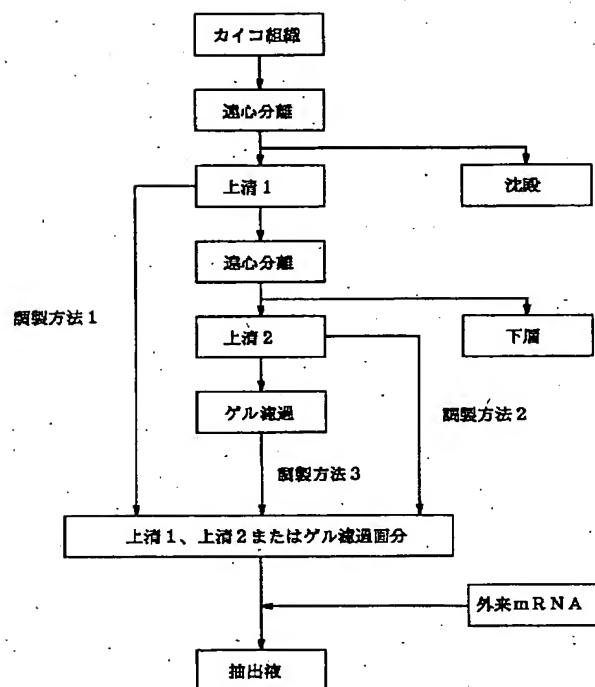 カイコ組織
遠心分離
上清1
沈殿
遠心分離
調製方法1
上清2
下層
ゲル濾過
調製方法2
調製方法3
上清1、上清2またはゲル濾過画分
外来mRNA
抽出液